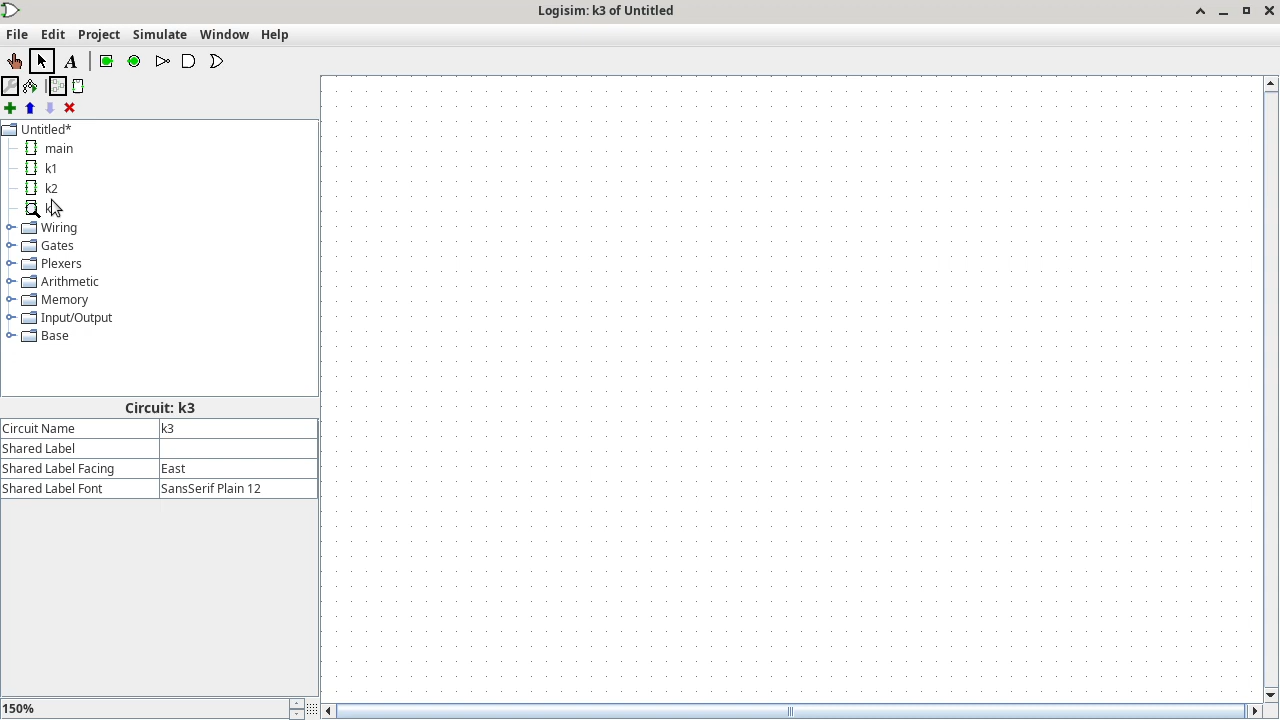 Logisim: k3 of Untitled
File Edit Project Simulate Window Help
A
Untitled*
main
k1
k2
Wiring
Gates
Plexers
Arithmetic
Memory
Input/Output
Base
Circuit: k3
Circuit Name k3
Shared Label
Shared Label Facing East
Shared Label Font SansSerif Plain 12
150%